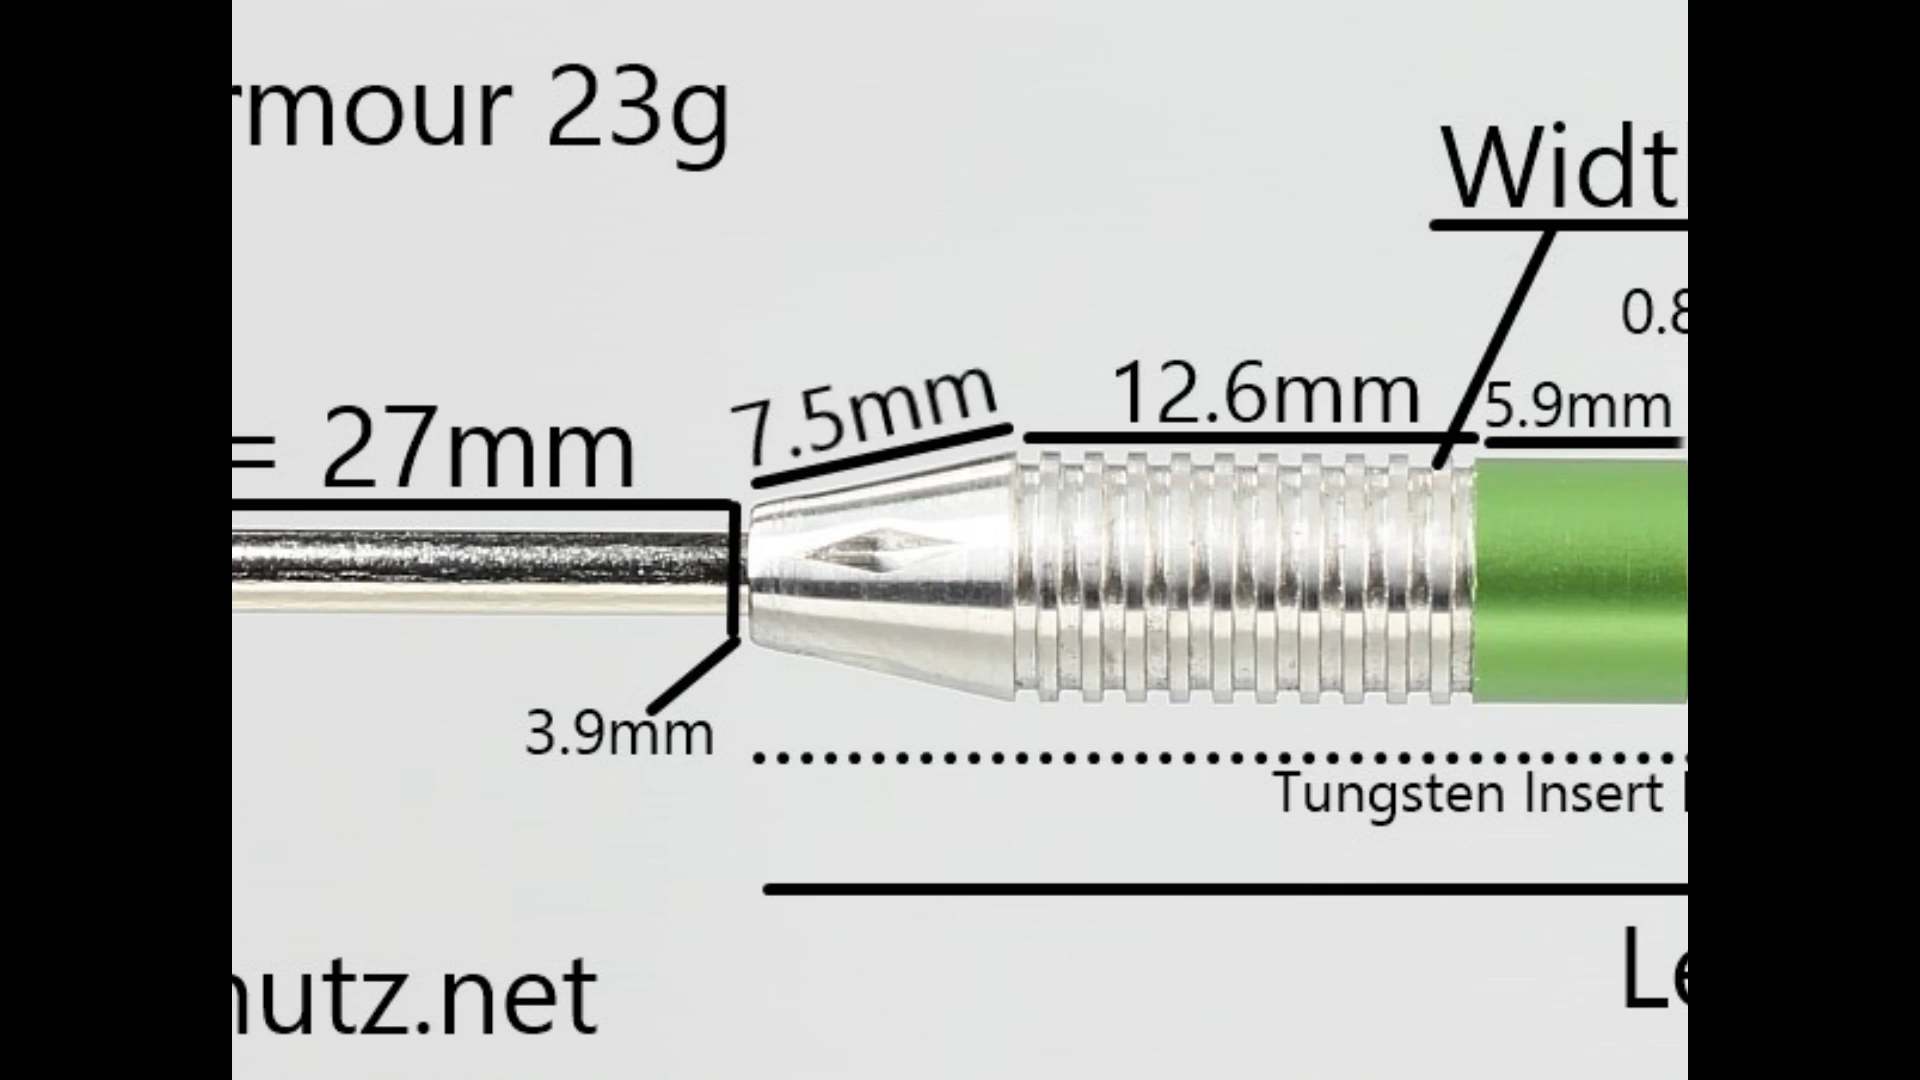 rmour 23g
Widt
0.8
7.5mm
12.6mm
5.9mm
= 27mm
3.9mm
Tungsten Insert
Le
nutz.net